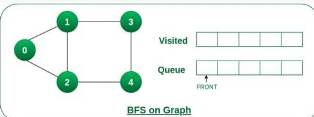 1 3
0
Visited
Queue
2 4
FRONT
BFS on Graph